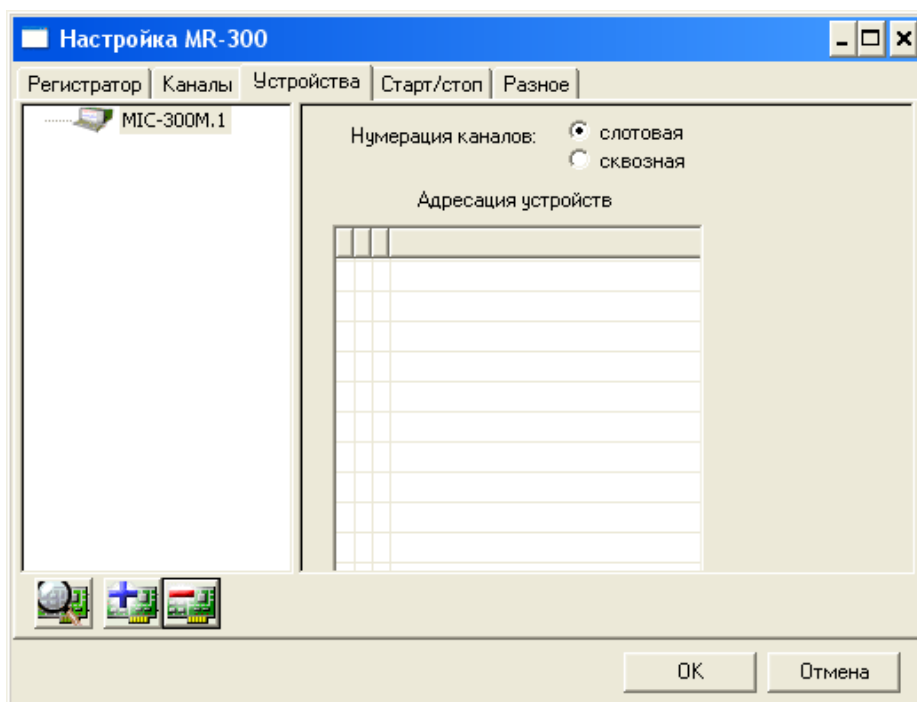 Настройка MR-300
Регистратор Каналы Устройства Старт/стоп Разное
MIC-300M.1
Нумерация каналов: слотовая
сквозная
Адресация устройств
OK Отмена